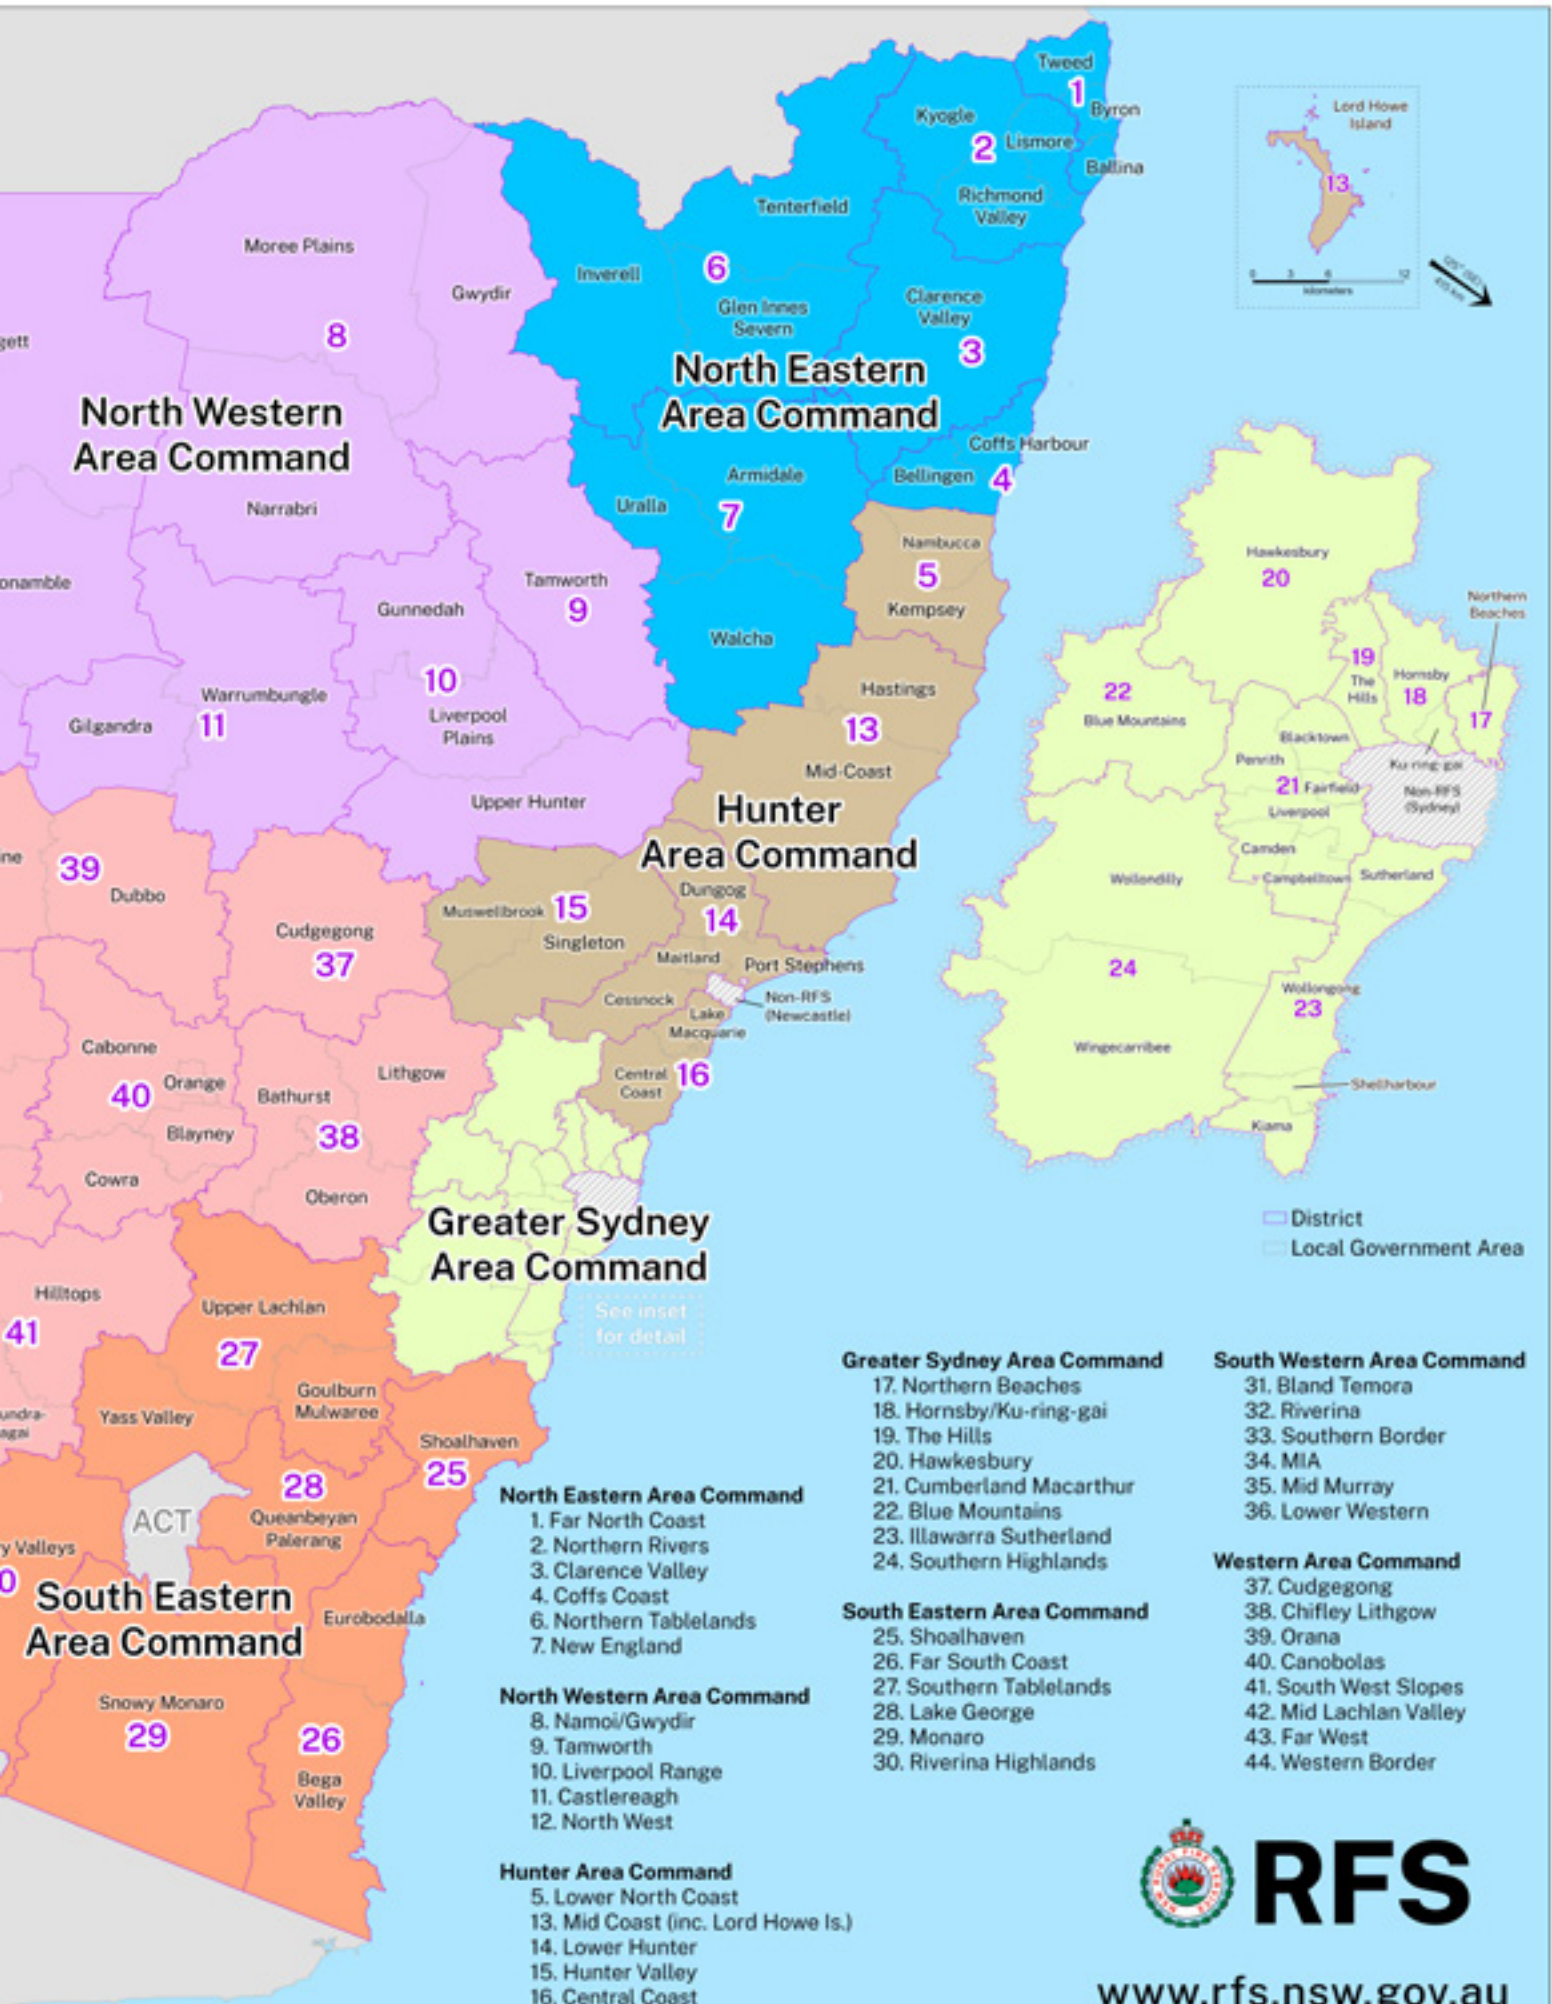 Tweed
1
Byron
Kyogle
2
Lismore
Ballina
Richmond
Valley
Tenterfield
Lord Howe
Island
13
0 3 6 12
kilometers
125° (SE)
Moree Plains
Gwydir
8
Inverell
6
Glen Innes
Severn
Clarence
Valley
3
gett
North Western
Area Command
North Eastern
Area Command
Coffs Harbour
Bellingen
4
Armidale
Uralla
7
Narrabri
Nambucca
5
Kempsey
onamble
Tamworth
9
Gunnedah
Walcha
10
Liverpool
Plains
Warrumbungle
11
Gilgandra
Hastings
13
Mid-Coast
Upper Hunter
Hunter
Area Command
ine
39
Dubbo
Cudgegong
37
Muswellbrook
15
Singleton
Dungog
14
Maitland
Port Stephens
Cessnock
Non-RFS
(Newcastle)
Lake
Macquarie
Central
Coast
16
Cabonne
40
Orange
Blayney
Cowra
Bathurst
Lithgow
38
Oberon
Greater Sydney
Area Command
See inset
for detail
Hilltops
41
Upper Lachlan
27
Goulburn
Mulwaree
Yass Valley
undra-
agai
Shoalhaven
25
ACT
28
Queanbeyan
Palerang
y Valleys
0
South Eastern
Area Command
Eurobodalla
Snowy Monaro
29
26
Bega
Valley
Hawkesbury
20
Northern
Beaches
19
The
Hills
Hornsby
18
17
22
Blue Mountains
Blacktown
Penrith
21
Fairfield
Liverpool
Ku-ring-gai
Non-RFS
(Sydney)
Camden
Campbelltown
Sutherland
Wollondilly
24
Wollongong
23
Wingecarribee
Shellharbour
Kiama
District
Local Government Area
North Eastern Area Command
1. Far North Coast
2. Northern Rivers
3. Clarence Valley
4. Coffs Coast
6. Northern Tablelands
7. New England
North Western Area Command
8. Namoi/Gwydir
9. Tamworth
10. Liverpool Range
11. Castlereagh
12. North West
Hunter Area Command
5. Lower North Coast
13. Mid Coast (inc. Lord Howe Is.)
14. Lower Hunter
15. Hunter Valley
16. Central Coast
Greater Sydney Area Command
17. Northern Beaches
18. Hornsby/Ku-ring-gai
19. The Hills
20. Hawkesbury
21. Cumberland Macarthur
22. Blue Mountains
23. Illawarra Sutherland
24. Southern Highlands
South Eastern Area Command
25. Shoalhaven
26. Far South Coast
27. Southern Tablelands
28. Lake George
29. Monaro
30. Riverina Highlands
South Western Area Command
31. Bland Temora
32. Riverina
33. Southern Border
34. MIA
35. Mid Murray
36. Lower Western
Western Area Command
37. Cudgegong
38. Chifley Lithgow
39. Orana
40. Canobolas
41. South West Slopes
42. Mid Lachlan Valley
43. Far West
44. Western Border
RFS
www.rfs.nsw.gov.au